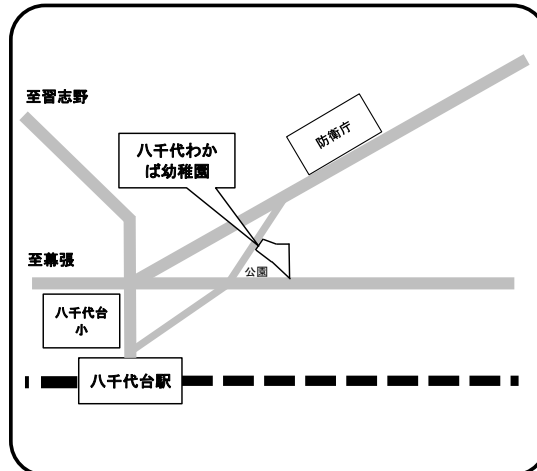 至習志野
防衛庁
八千代わか
ば幼稚園
至幕張
公園
八千代台
小
八千代台駅